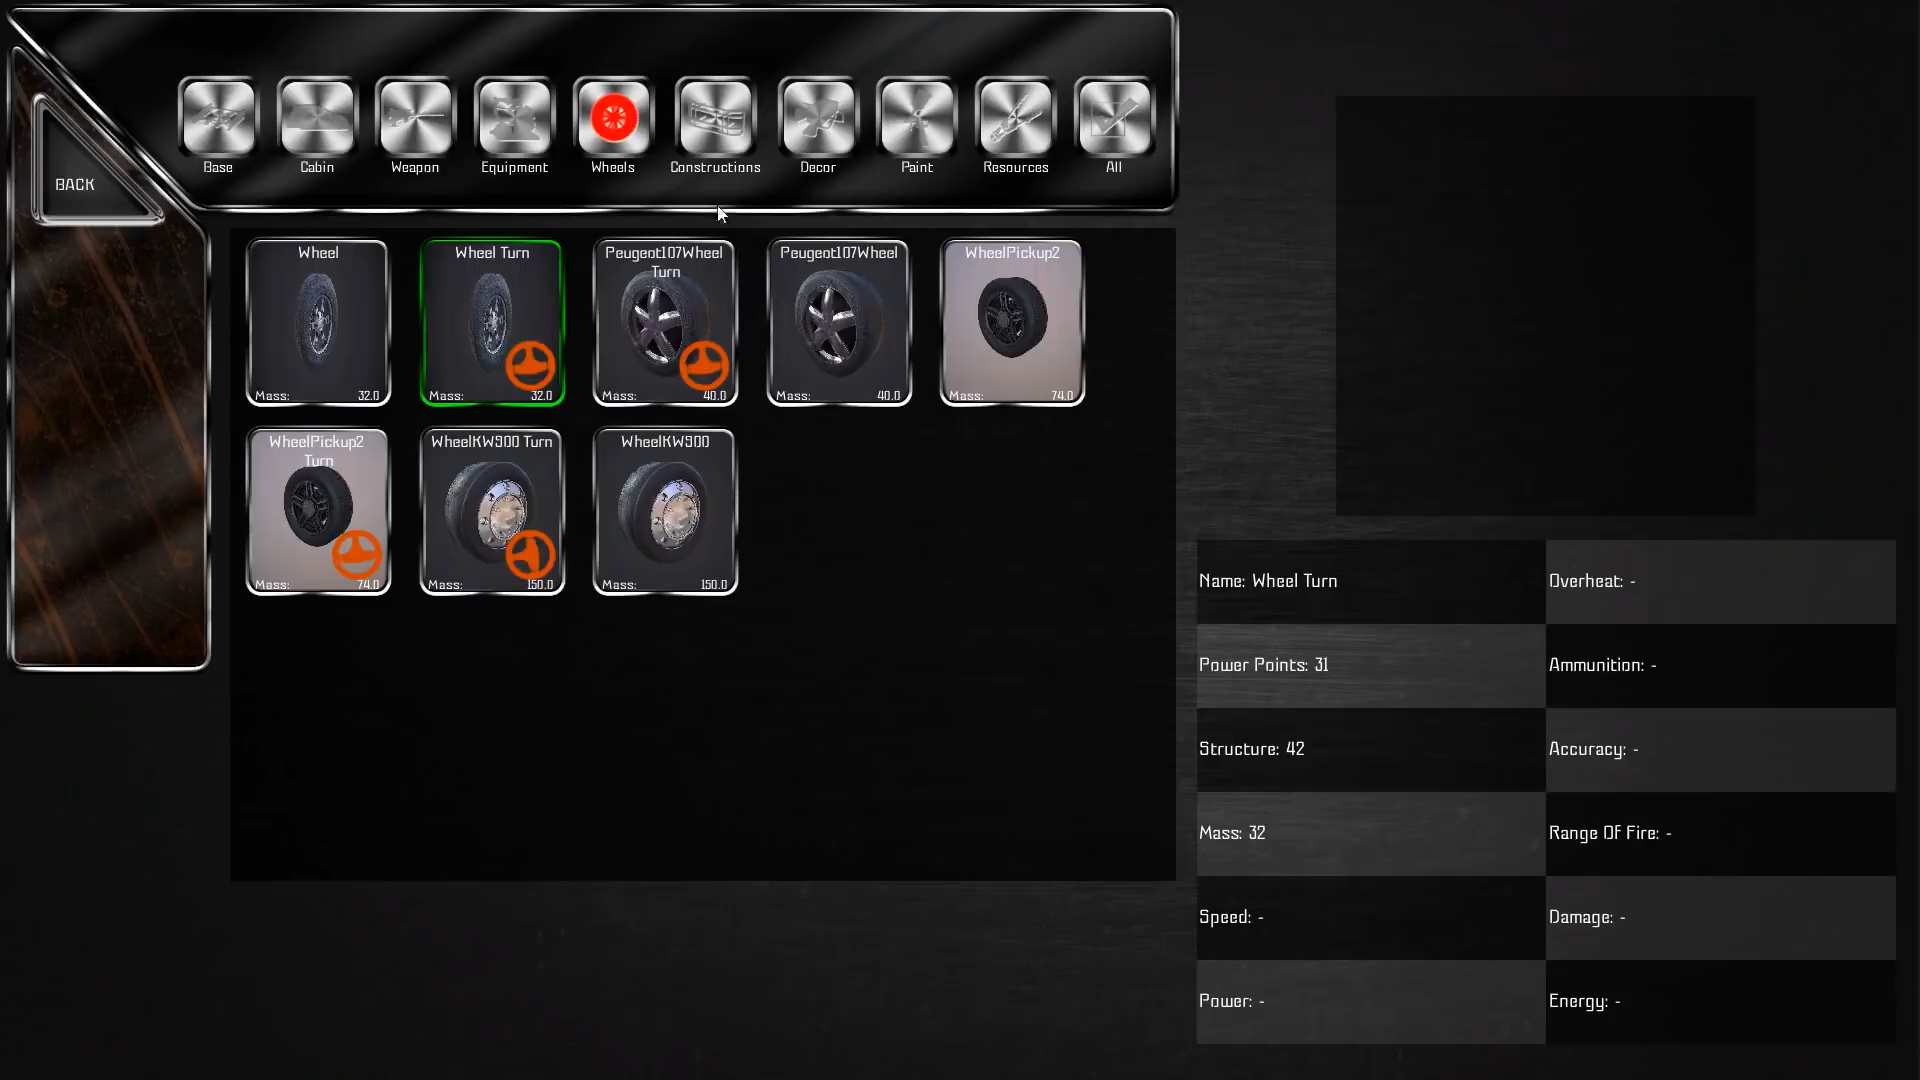 BACK
Base
Cabin
Weapon
Equipment
Wheels
Constructions
Decor
Paint
Resources
All
Wheel
Mass: 32.0
Wheel Turn
Mass: 32.0
Peugeot107Wheel
Turn
Mass: 40.0
Peugeot107Wheel
Mass: 40.0
WheelPickup2
Mass: 74.0
WheelPickup2
Turn
Mass: 74.0
WheelKW900 Turn
Mass: 150.0
WheelKW900
Mass: 150.0
Name: Wheel Turn
Overheat: -
Power Points: 31
Ammunition: -
Structure: 42
Accuracy: -
Mass: 32
Range Of Fire: -
Speed: -
Damage: -
Power: -
Energy: -